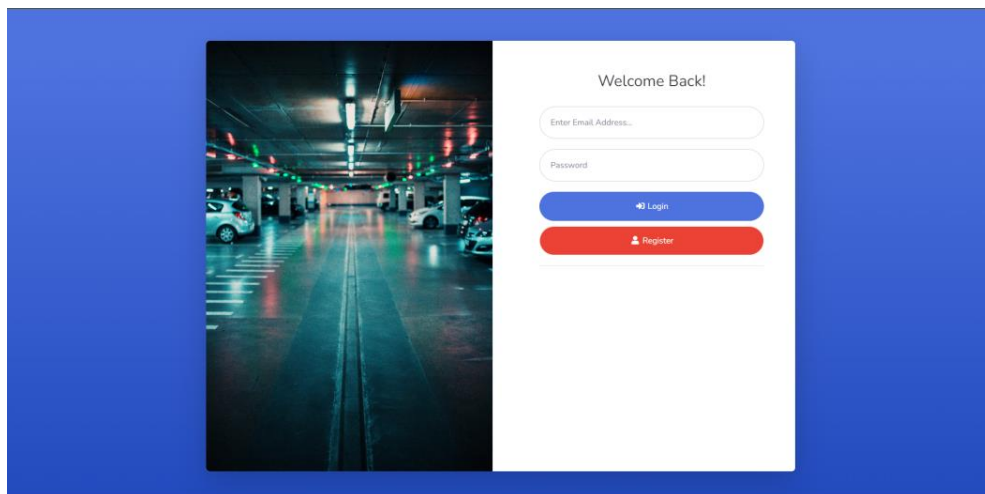 Welcome Back!
Enter Email Address...
Password
Login
Register